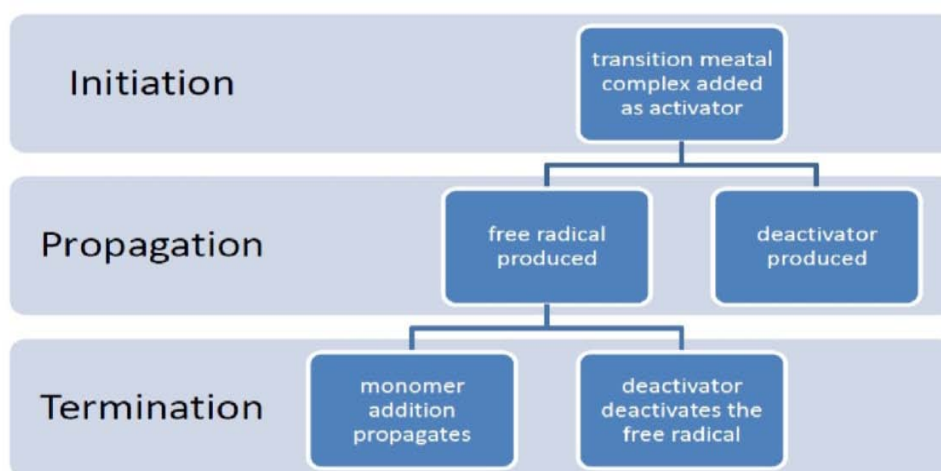 Initiation
transition meatal
complex added
as activator
Propagation
free radical
produced
deactivator
produced
Termination
monomer
addition
propagates
deactivator
deactivates the
free radical